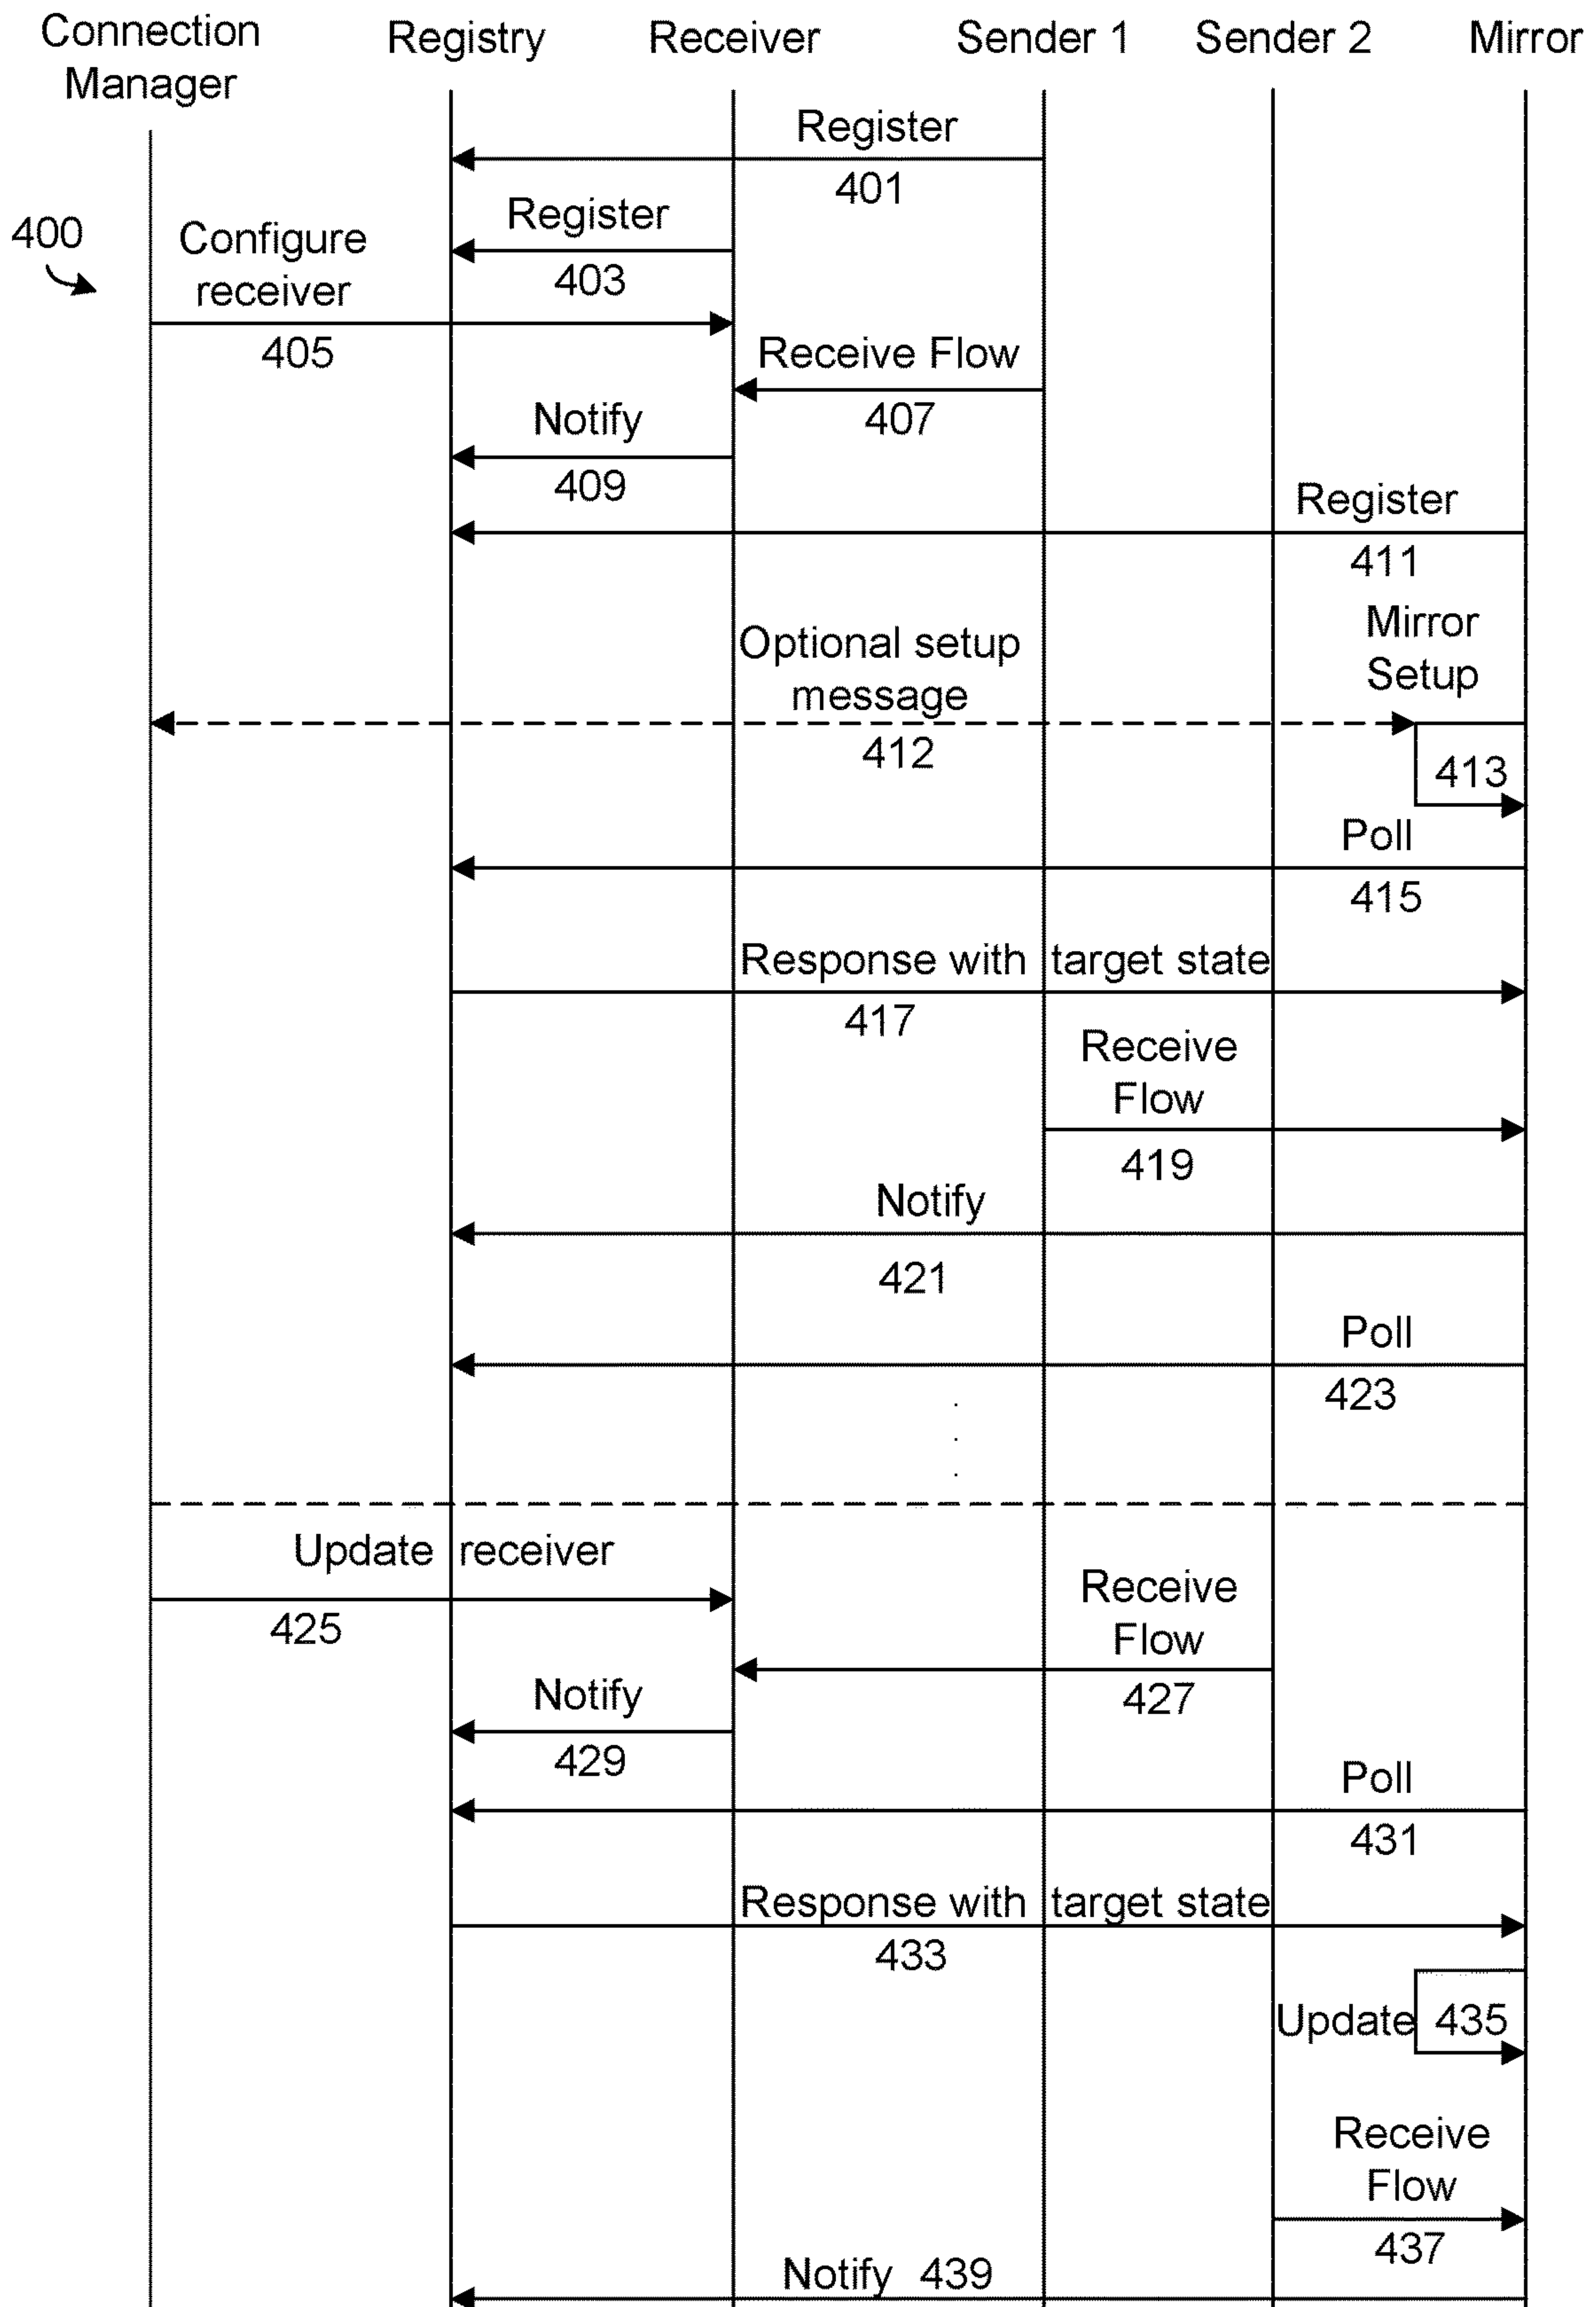 Connection
Manager
Registry
Receiver
Sender 1
Sender 2
Mirror
Register
401
400
Register
403
Configure
receiver
405
Receive Flow
407
Notify
409
Register
411
Optional setup
message
412
Mirror
Setup
413
Poll
415
Response with target state
417
Receive
Flow
419
Notify
421
Poll
423
Update receiver
425
Receive
Flow
427
Notify
429
Poll
431
Response with target state
433
Update 435
Receive
Flow
437
Notify 439